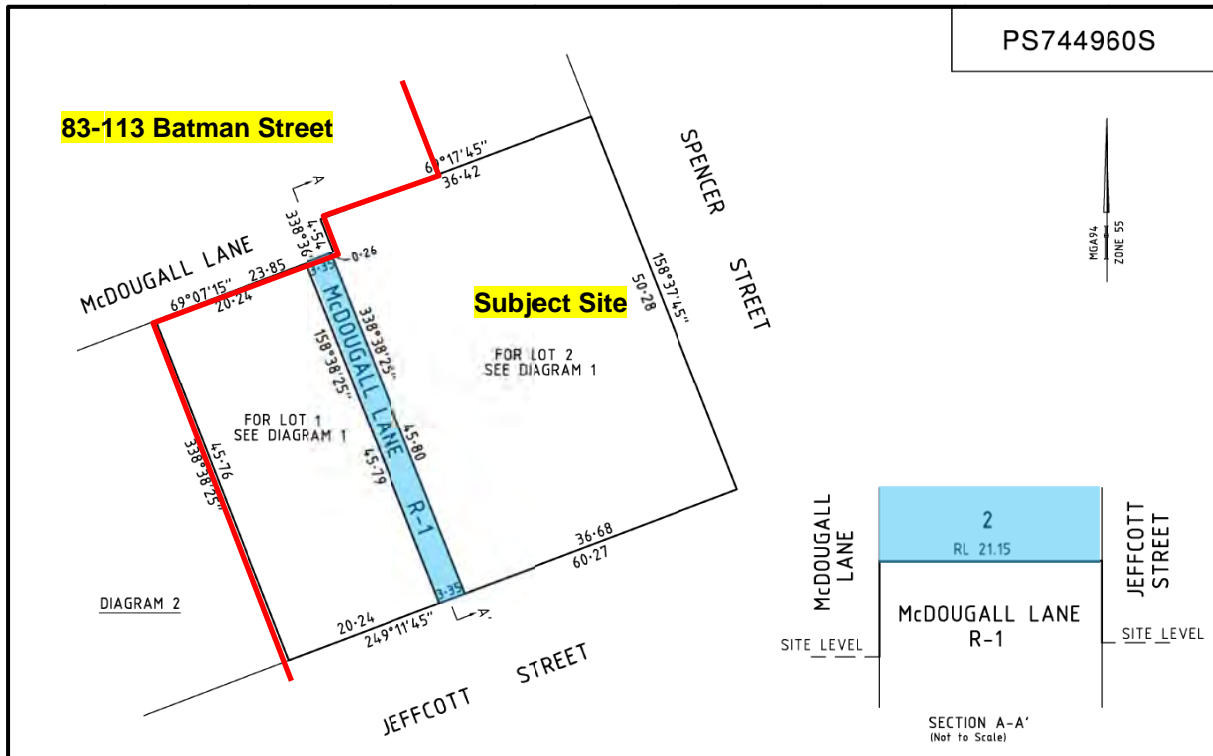 PS744960S
83-113 Batman Street
69°17'45"
36·42
SPENCER
STREET
158°37'45"
50·28
MGA94
ZONE 55
A
4·54
338°36'
0·26
3·35
McDOUGALL LANE
23·85
69°07'15"
20·24
Subject Site
FOR LOT 2
SEE DIAGRAM 1
McDOUGALL LANE R-1
338°38'25"
45·80
158°38'25"
45·79
FOR LOT 1
SEE DIAGRAM 1
45·76
338°38'25"
36·68
60·27
3·35
A'
20·24
249°11'45"
JEFFCOTT STREET
DIAGRAM 2
McDOUGALL
LANE
2
RL 21.15
JEFFCOTT
STREET
McDOUGALL LANE
R-1
SITE LEVEL
SITE LEVEL
SECTION A-A'
(Not to Scale)